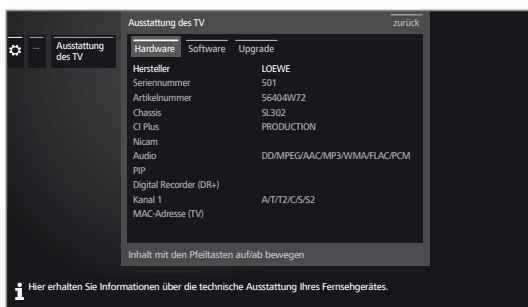 Ausstattung des TV zurück
... Ausstattung des TV
Hardware Software Upgrade
Hersteller LOEWE
Seriennummer 501
Artikelnummer 56404W72
Chassis SL302
CI Plus PRODUCTION
Nicam
Audio DD/MPEG/AAC/MP3/WMA/FLAC/PCM
PIP
Digital Recorder (DR+)
Kanal 1 A/T/T2/C/S/S2
MAC-Adresse (TV)
Inhalt mit den Pfeiltasten auf/ab bewegen
Hier erhalten Sie Informationen über die technische Ausstattung Ihres Fernsehgerätes.